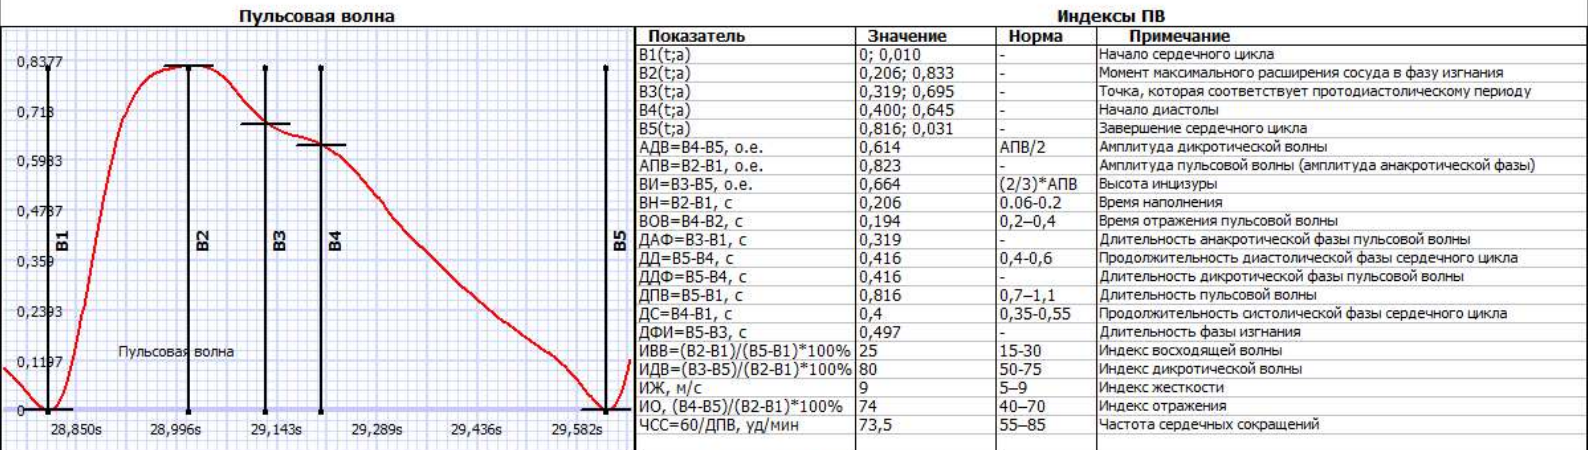 Пульсовая волна
0,8377
0,718
0,5983
0,4787
0,359
0,2393
0,1197
0
B1
B2
B3
B4
B5
Пульсовая волна
28,850s 28,996s 29,143s 29,289s 29,436s 29,582s
Индексы ПВ
Показатель Значение Норма Примечание
B1(t;a) 0; 0,010 - Начало сердечного цикла
B2(t;a) 0,206; 0,833 - Момент максимального расширения сосуда в фазу изгнания
B3(t;a) 0,319; 0,695 - Точка, которая соответствует протодиастолическому периоду
B4(t;a) 0,400; 0,645 - Начало диастолы
B5(t;a) 0,816; 0,031 - Завершение сердечного цикла
АДВ=B4-B5, о.е. 0,614 АПВ/2 Амплитуда дикротической волны
АПВ=B2-B1, о.е. 0,823 - Амплитуда пульсовой волны (амплитуда анакротической фазы)
ВИ=B3-B5, о.е. 0,664 (2/3)*АПВ Высота инцизуры
ВН=B2-B1, с 0,206 0.06-0.2 Время наполнения
ВОВ=B4-B2, с 0,194 0,2–0,4 Время отражения пульсовой волны
ДАФ=B3-B1, с 0,319 - Длительность анакротической фазы пульсовой волны
ДД=B5-B4, с 0,416 0,4-0,6 Продолжительность диастолической фазы сердечного цикла
ДДФ=B5-B4, с 0,416 - Длительность дикротической фазы пульсовой волны
ДПВ=B5-B1, с 0,816 0,7–1,1 Длительность пульсовой волны
ДС=B4-B1, с 0,4 0,35-0,55 Продолжительность систолической фазы сердечного цикла
ДФИ=B5-B3, с 0,497 - Длительность фазы изгнания
ИВВ=(B2-B1)/(B5-B1)*100% 25 15-30 Индекс восходящей волны
ИДВ=(B3-B5)/(B2-B1)*100% 80 50-75 Индекс дикротической волны
ИЖ, м/с 9 5–9 Индекс жесткости
ИО, (B4-B5)/(B2-B1)*100% 74 40–70 Индекс отражения
ЧСС=60/ДПВ, уд/мин 73,5 55–85 Частота сердечных сокращений